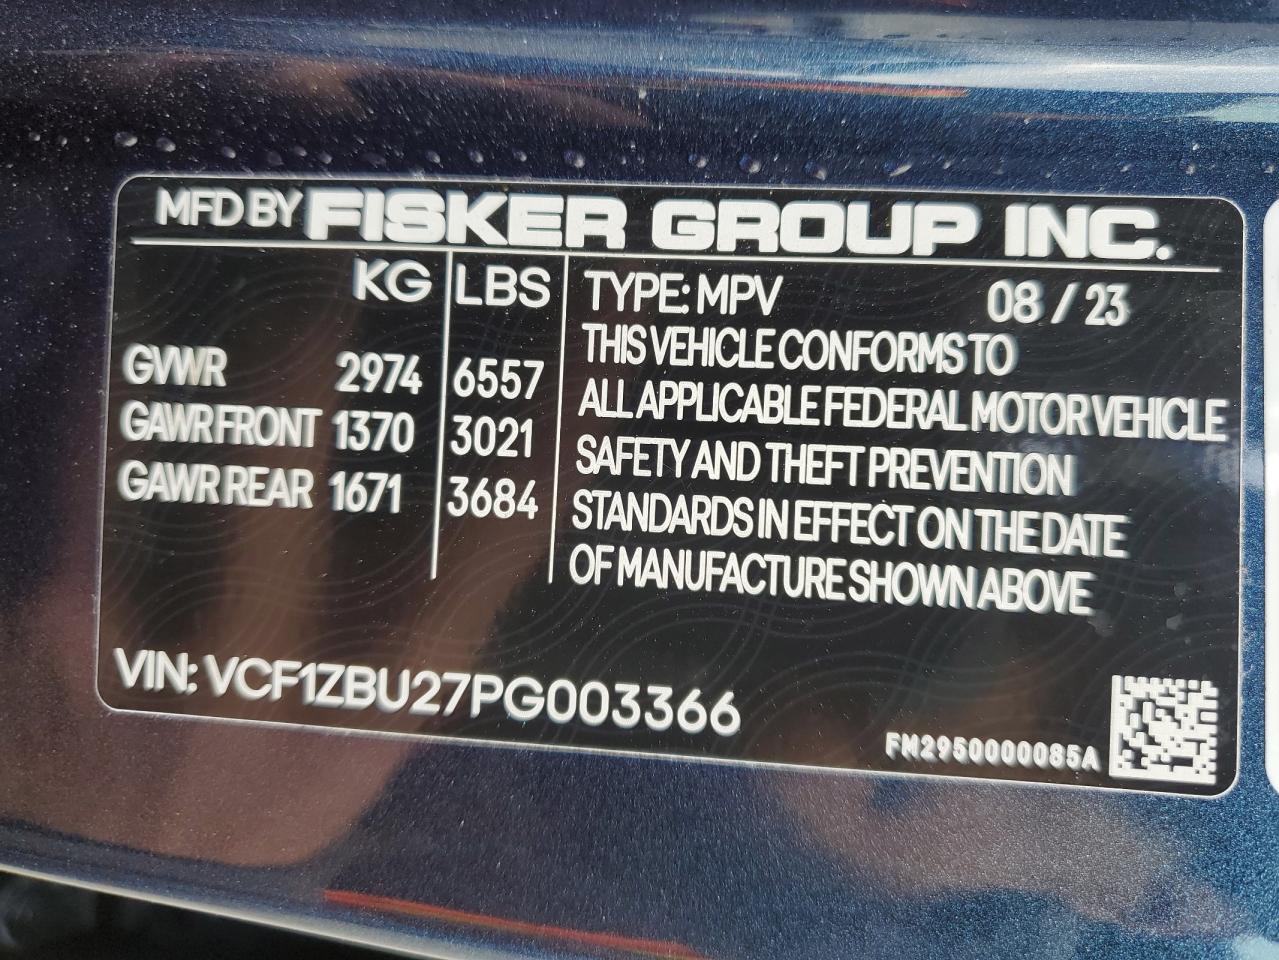 MFD BY FISKER GROUP INC.
KG LBS
GVWR 2974 6557
GAWR FRONT 1370 3021
GAWR REAR 1671 3684
TYPE: MPV 08 / 23
THIS VEHICLE CONFORMS TO
ALL APPLICABLE FEDERAL MOTOR VEHICLE
SAFETY AND THEFT PREVENTION
STANDARDS IN EFFECT ON THE DATE
OF MANUFACTURE SHOWN ABOVE
VIN: VCF1ZBU27PG003366
FM2950000085A